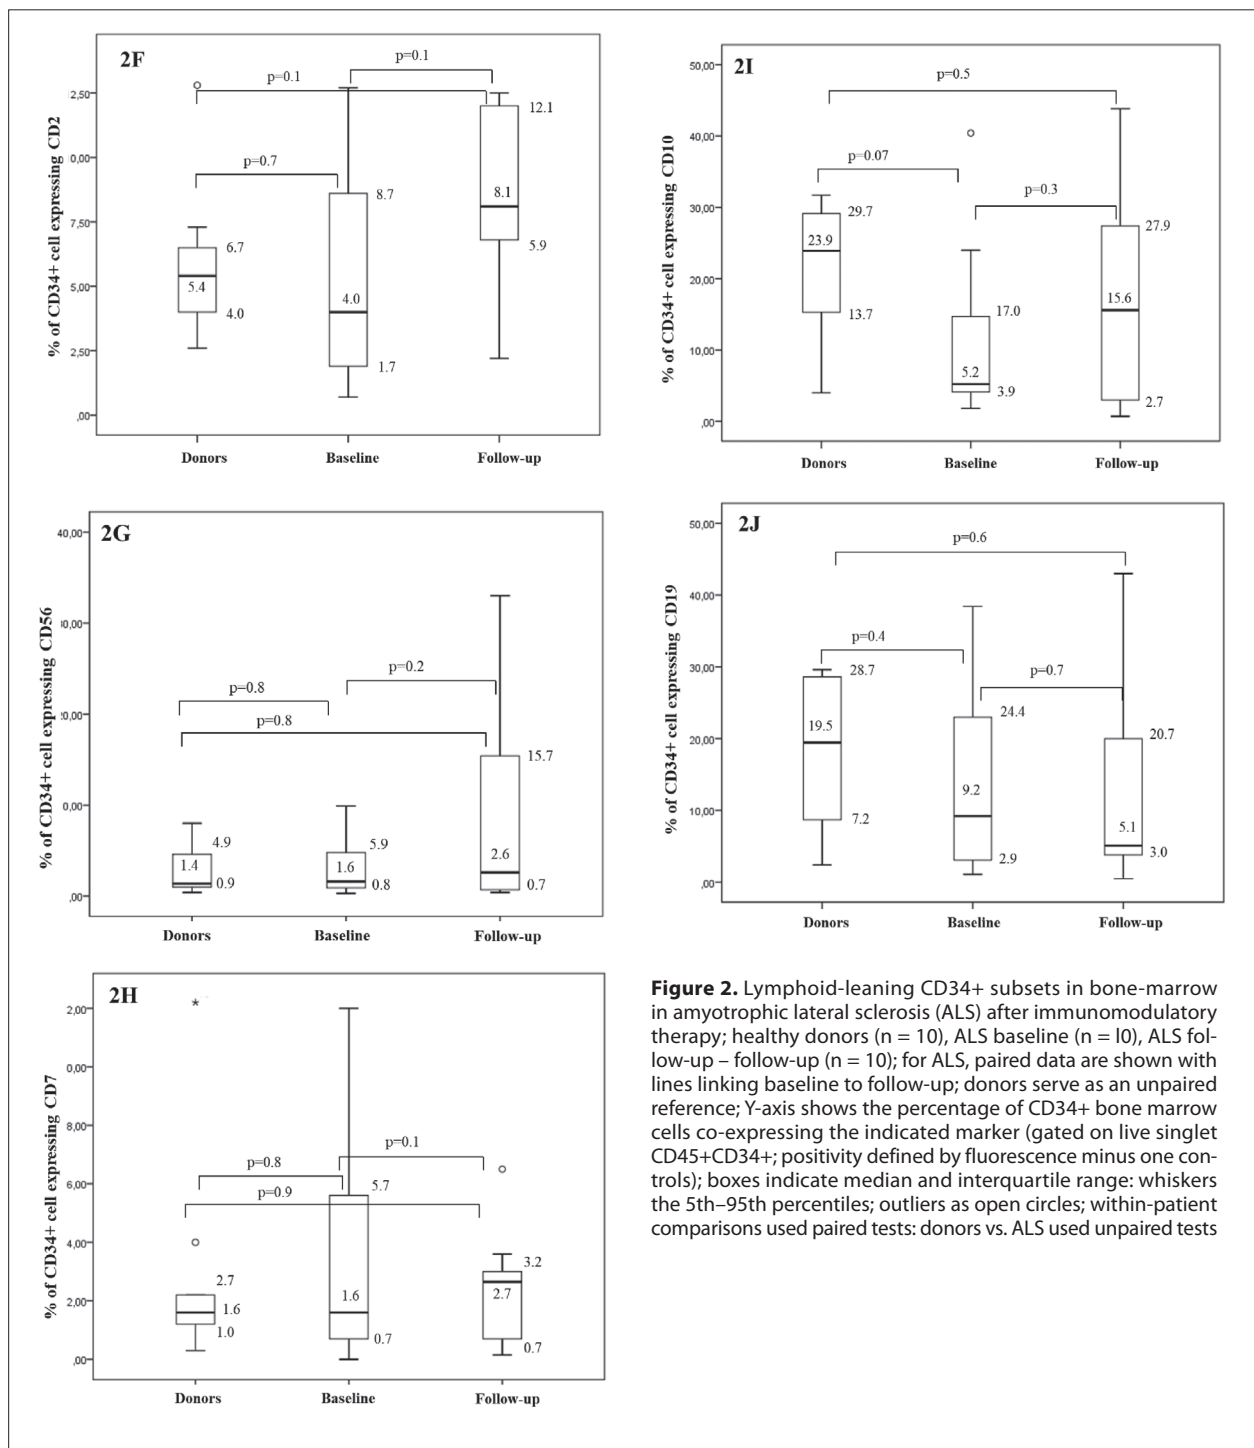 2F
p=0.1
p=0.1
p=0.7
% of CD34+ cell expressing CD2
2,50
0,00
7,50
5,00
2,50
,00
6.7
5.4
4.0
8.7
4.0
1.7
12.1
8.1
5.9
Donors Baseline Follow-up
2I
p=0.5
p=0.07
p=0.3
% of CD34+ cell expressing CD10
50,00
40,00
30,00
20,00
10,00
,00
29.7
23.9
13.7
17.0
5.2
3.9
27.9
15.6
2.7
Donors Baseline Follow-up
2G
p=0.2
p=0.8
p=0.8
% of CD34+ cell expressing CD56
40,00
0,00
0,00
0,00
,00
4.9
1.4
0.9
5.9
1.6
0.8
15.7
2.6
0.7
Donors Baseline Follow-up
2J
p=0.6
p=0.4
p=0.7
% of CD34+ cell expressing CD19
50,00
40,00
30,00
20,00
10,00
,00
28.7
19.5
7.2
24.4
9.2
2.9
20.7
5.1
3.0
Donors Baseline Follow-up
2H
*
p=0.1
p=0.8
p=0.9
% of CD34+ cell expressing CD7
2,00
0,00
8,00
6,00
4,00
2,00
,00
2.7
1.6
1.0
5.7
1.6
0.7
3.2
2.7
0.7
Donors Baseline Follow-up
Figure 2. Lymphoid-leaning CD34+ subsets in bone-marrow
in amyotrophic lateral sclerosis (ALS) after immunomodulatory
therapy; healthy donors (n = 10), ALS baseline (n = l0), ALS fol-
low-up – follow-up (n = 10); for ALS, paired data are shown with
lines linking baseline to follow-up; donors serve as an unpaired
reference; Y-axis shows the percentage of CD34+ bone marrow
cells co-expressing the indicated marker (gated on live singlet
CD45+CD34+; positivity defined by fluorescence minus one con-
trols); boxes indicate median and interquartile range: whiskers
the 5th–95th percentiles; outliers as open circles; within-patient
comparisons used paired tests: donors vs. ALS used unpaired tests